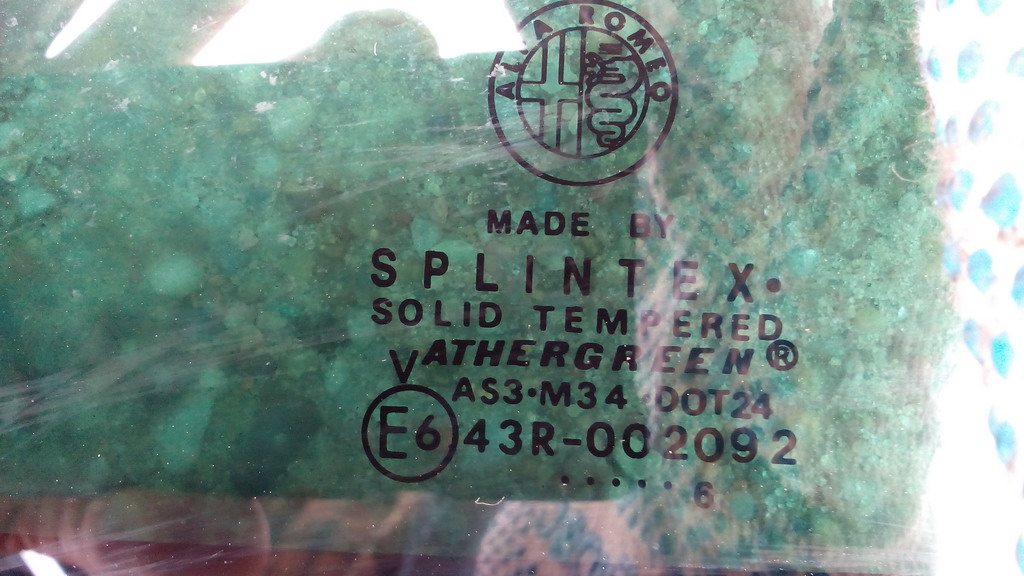 ALFA ROMEO
MADE BY
SPLINTEX.
SOLID TEMPERED
VATHERGREEN®
AS3·M34 ·DOT24
E6 43R-002092
......6